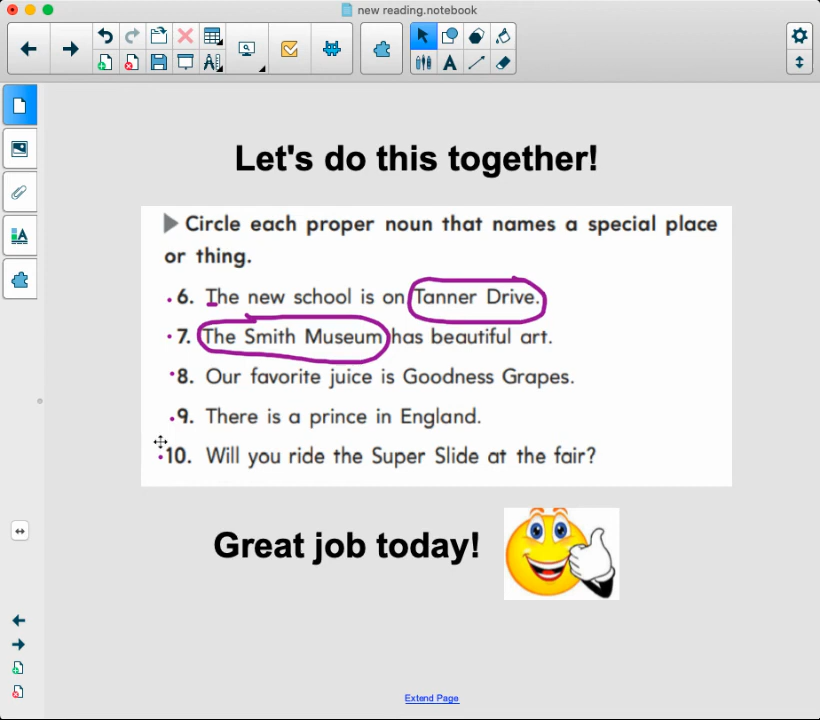 new reading.notebook
Let's do this together!
Circle each proper noun that names a special place
or thing.
6. The new school is on Tanner Drive.
7. The Smith Museum has beautiful art.
8. Our favorite juice is Goodness Grapes.
9. There is a prince in England.
10. Will you ride the Super Slide at the fair?
Great job today!
Extend Page